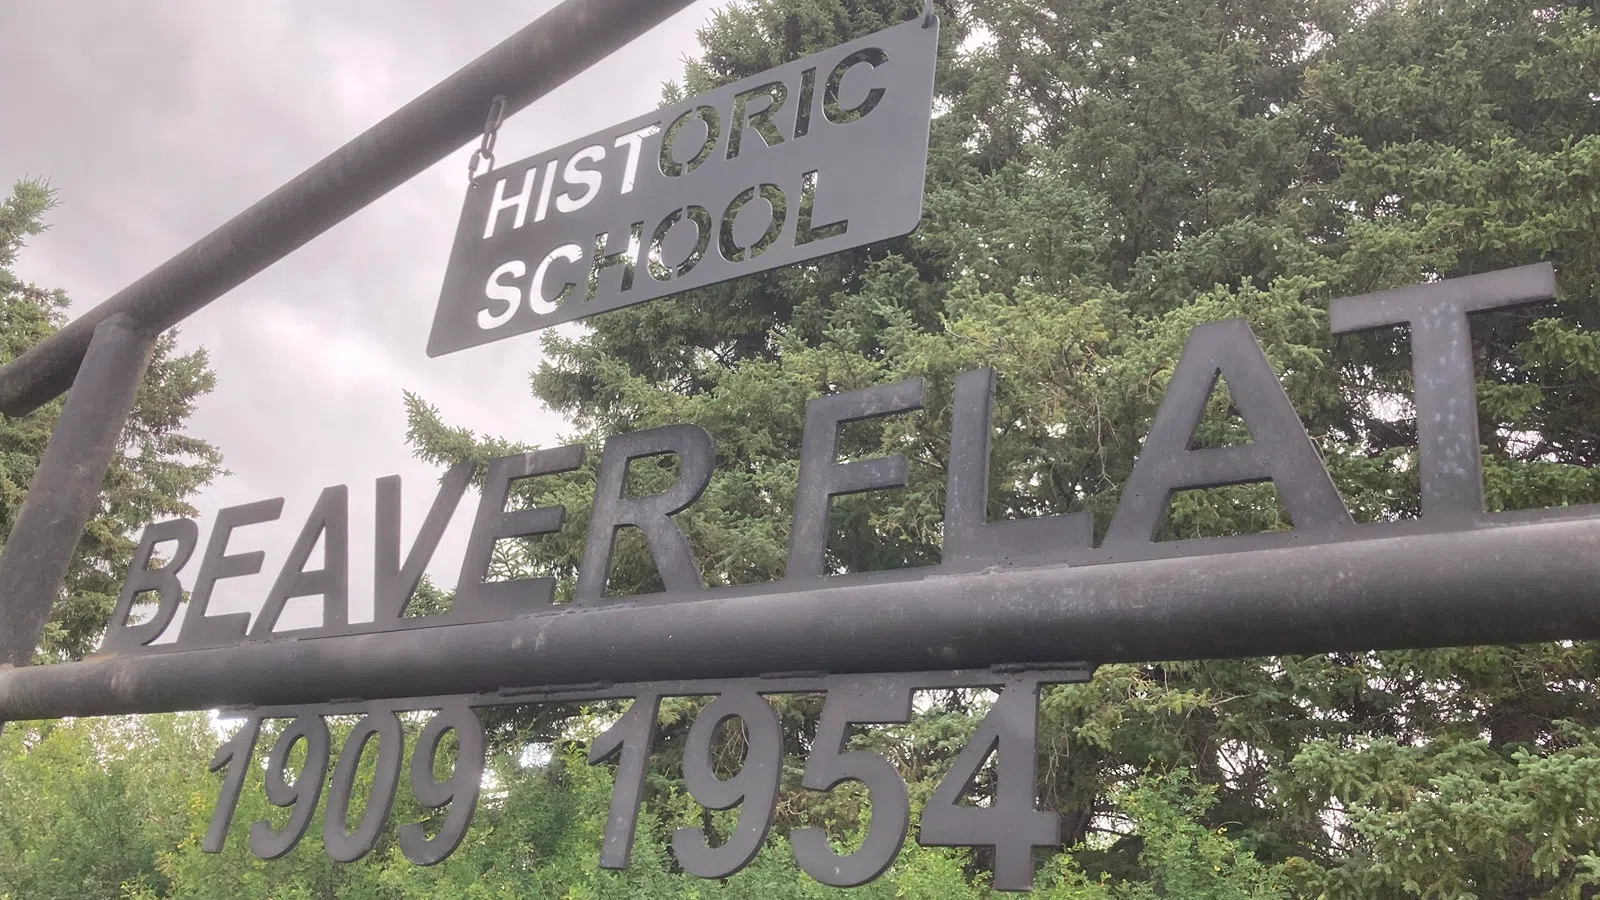 HISTORIC
SCHOOL
BEAVER FLAT
1909 1954